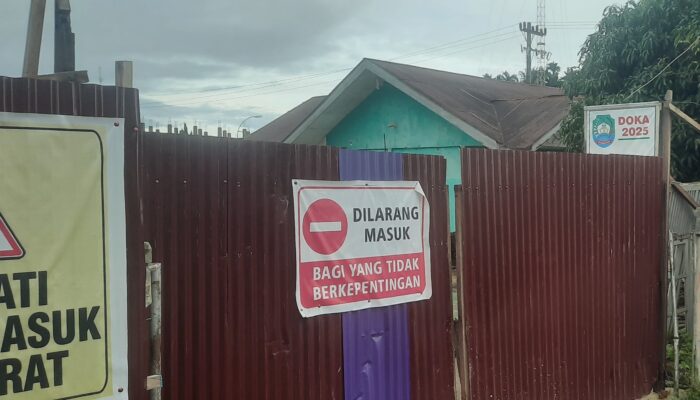 ATI
ASUK
RAT
DILARANG
MASUK
BAGI YANG TIDAK
BERKEPENTINGAN
DOKA
2025